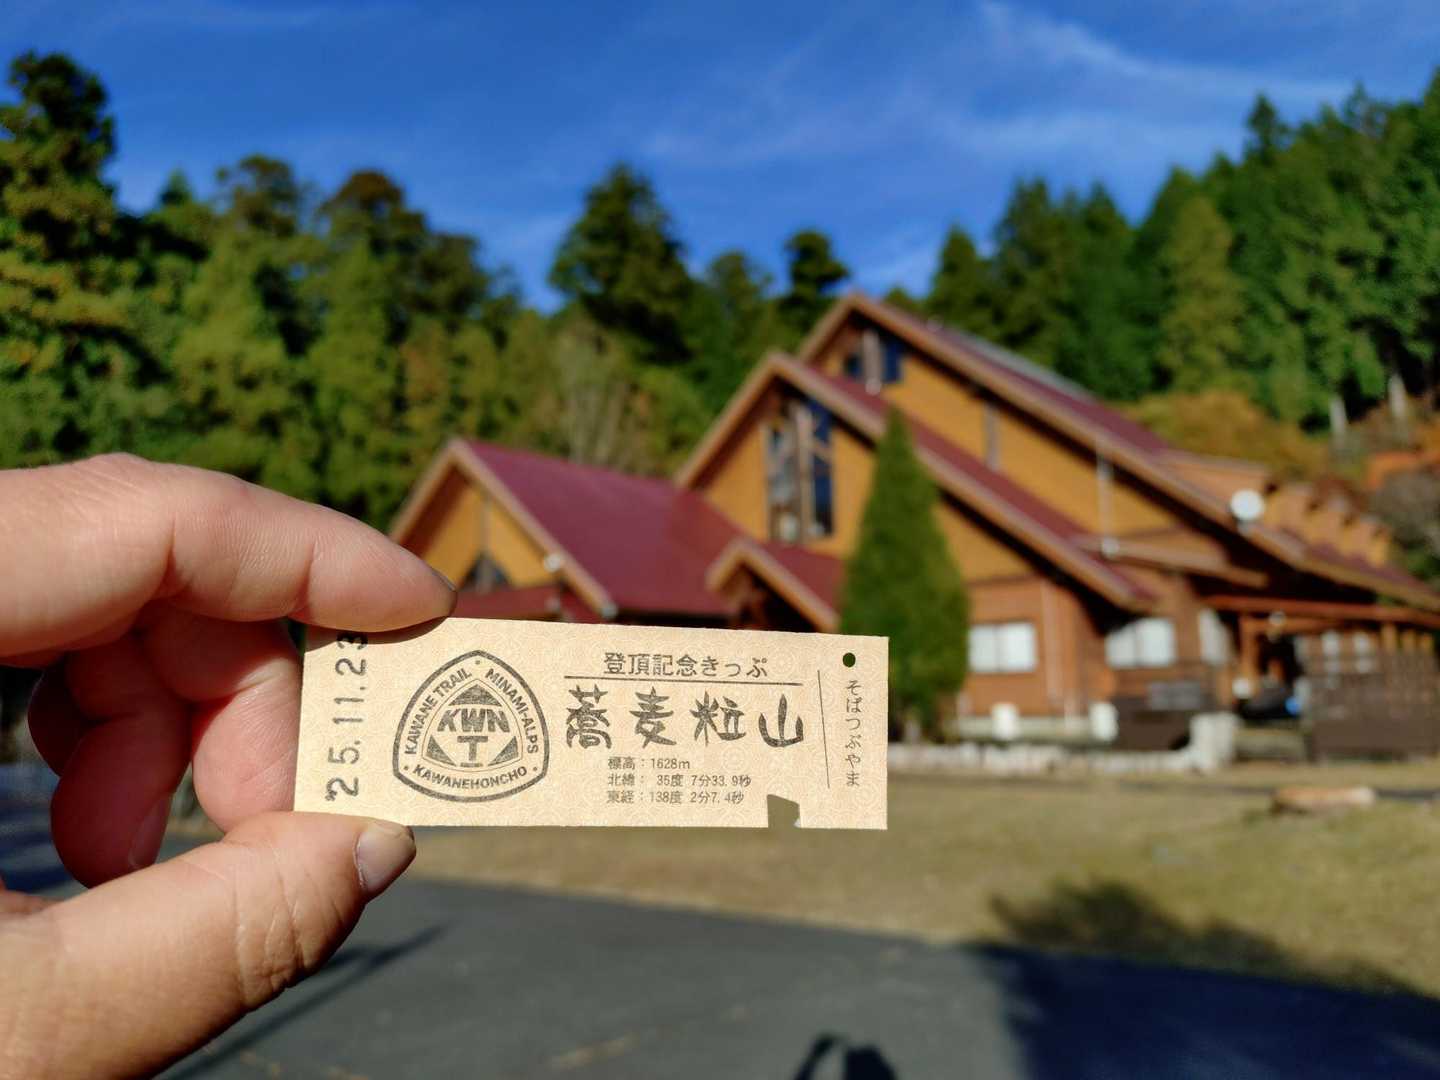 '25.11.23
KAWANE TRAIL · MINAMI-ALPS · KAWANEHONCHO ·
KWN
T
登頂記念きっぷ
蕎麦粒山
標高：1628m
北緯： 35度 7分33.9秒
東経：138度 2分7.4秒
そばつぶやま